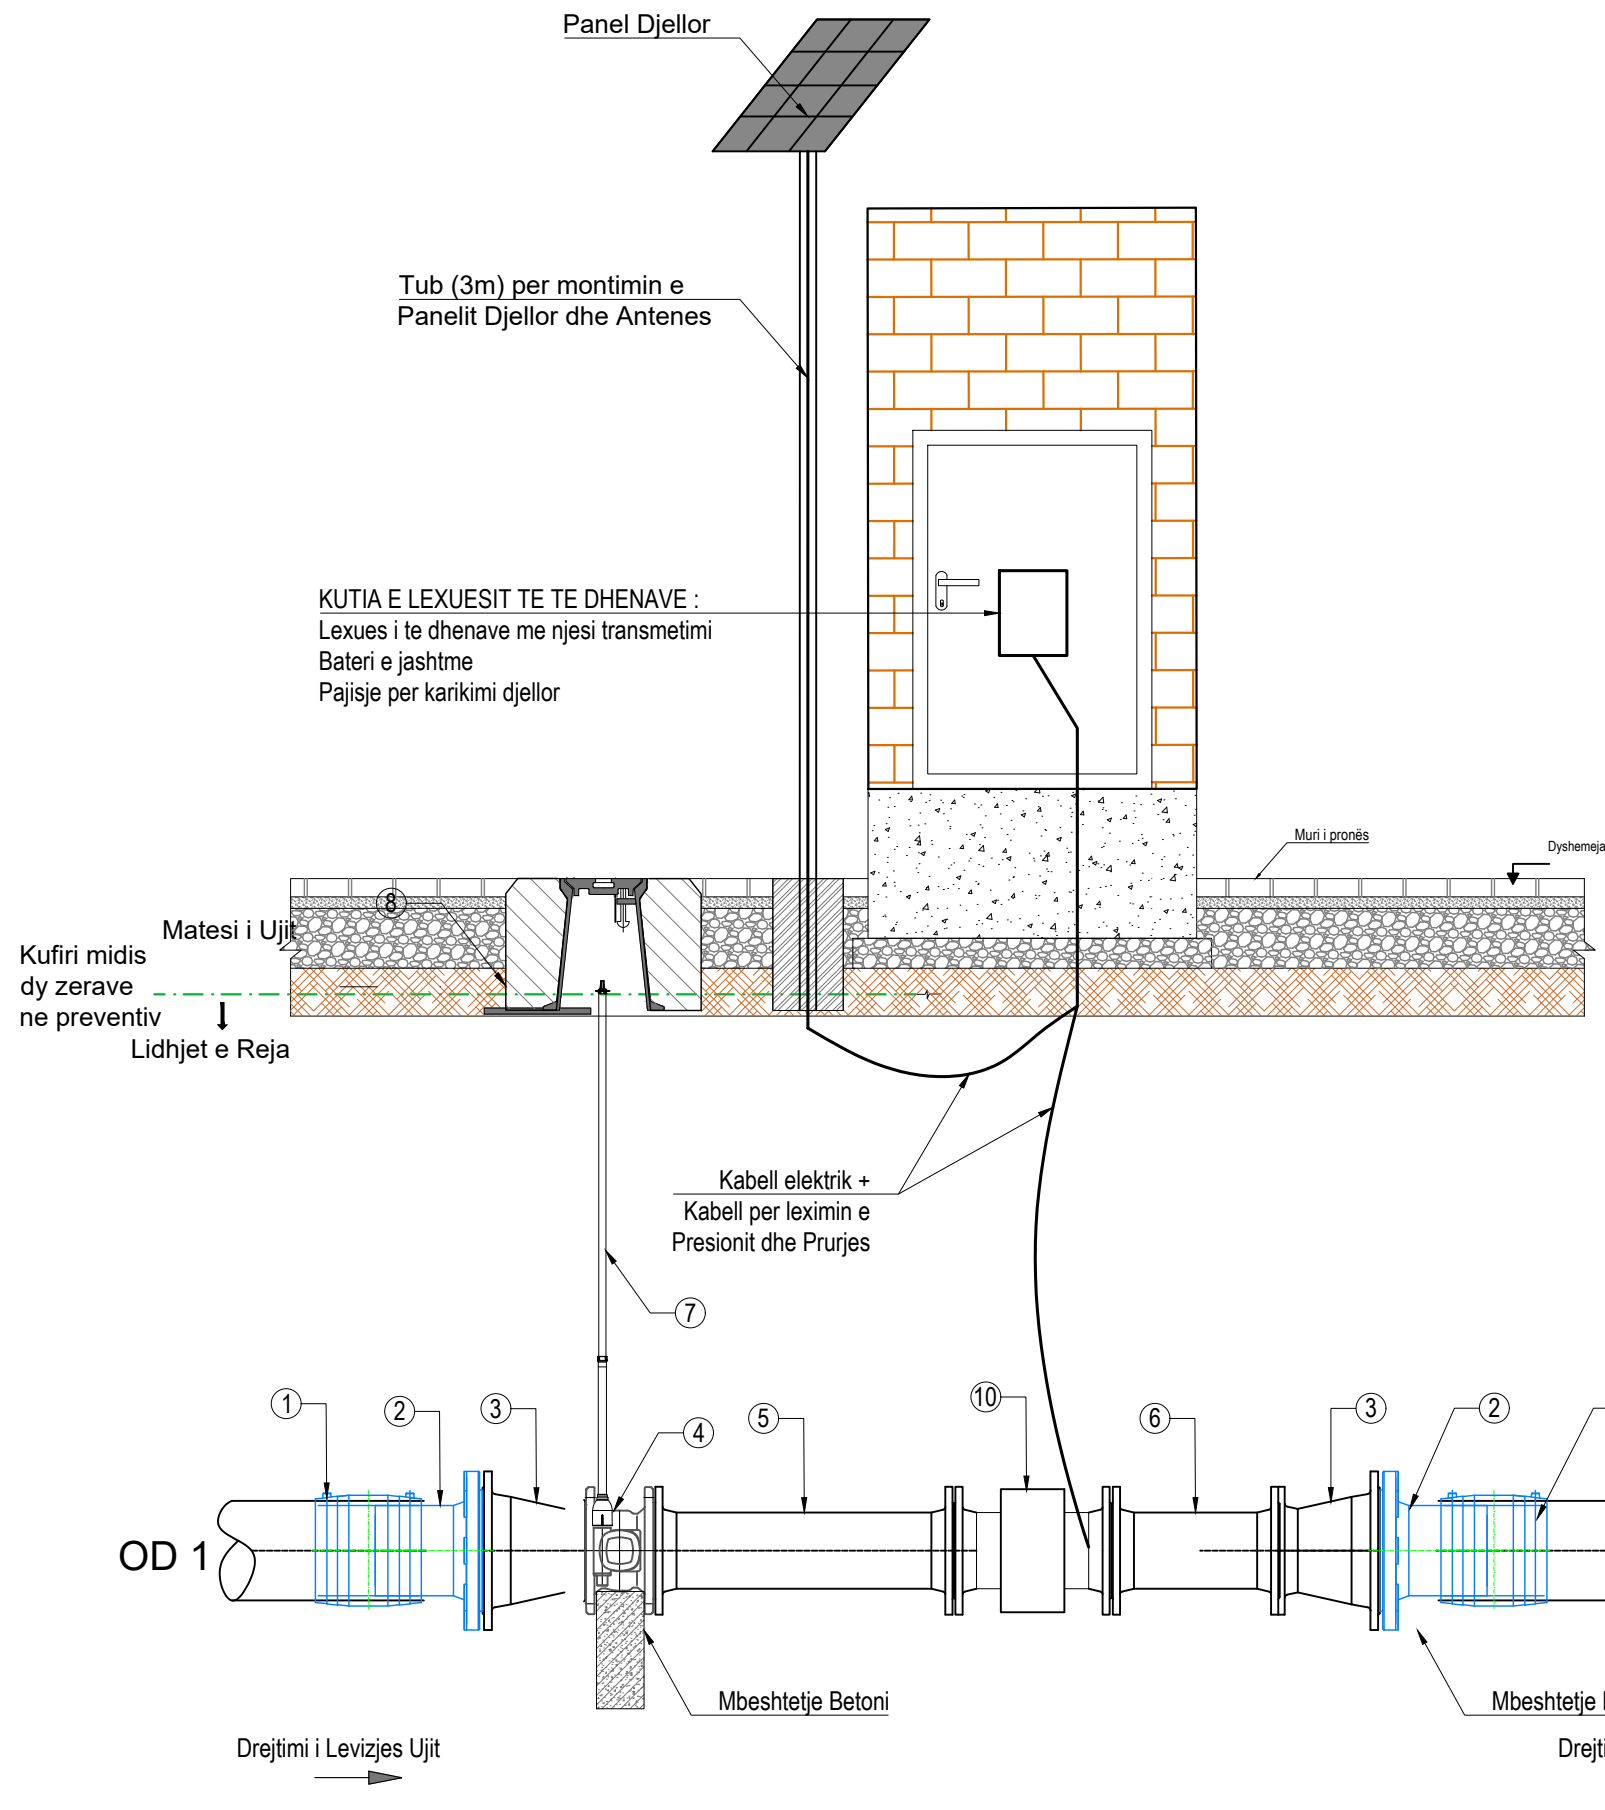 Panel Djellor
Tub (3m) per montimin e
Panelit Djellor dhe Antenes
KUTIA E LEXUESIT TE TE DHENAVE :
Lexues i te dhenave me njesi transmetimi
Bateri e jashtme
Pajisje per karikimi djellor
Muri i pronës
Dyshemeja
8
Matesi i Ujit
Kufiri midis
dy zerave
ne preventiv
Lidhjet e Reja
Kabell elektrik +
Kabell per leximin e
Presionit dhe Prurjes
7
1
2
3
4
5
10
6
3
2
OD 1
Mbeshtetje Betoni
Mbeshtetje
Drejtimi i Levizjes Ujit